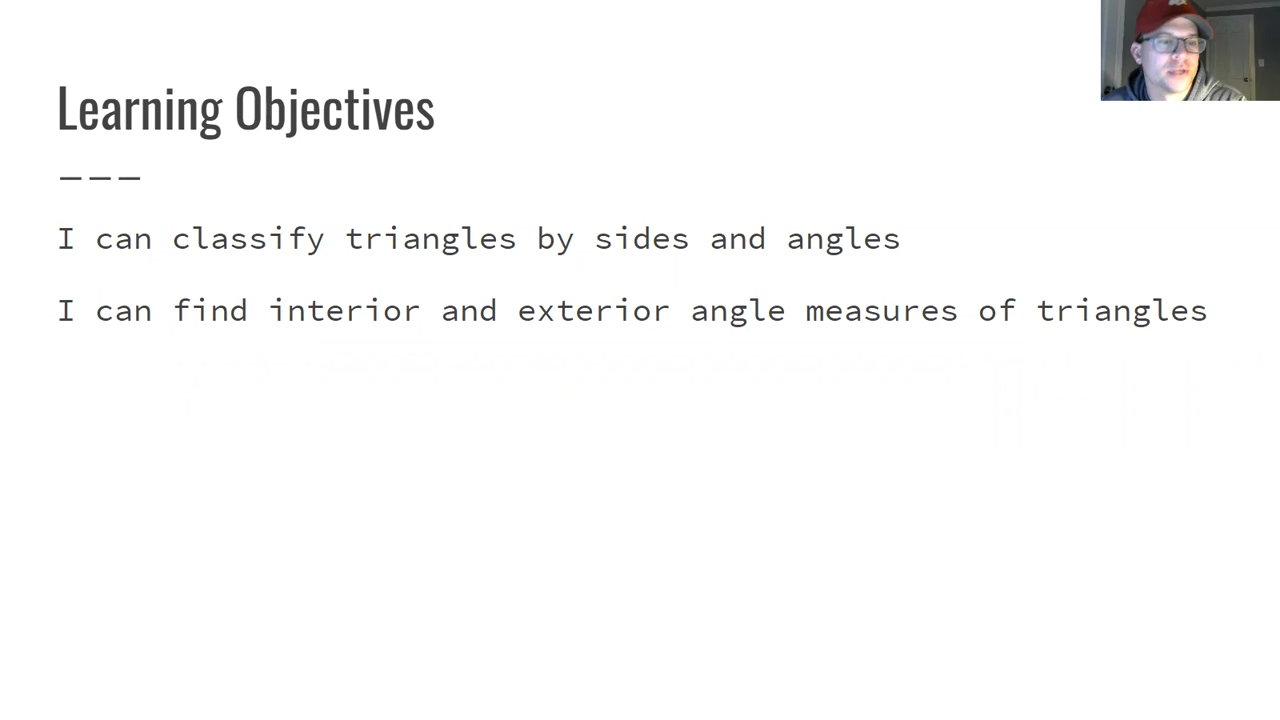 Learning Objectives
I can classify triangles by sides and angles
I can find interior and exterior angle measures of triangles